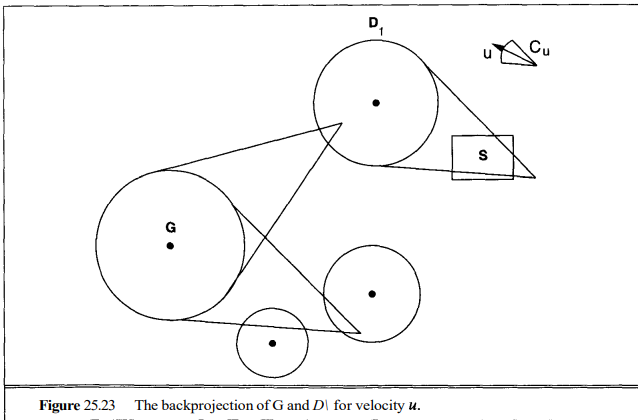 D1
u Cu
S
G
Figure 25.23 The backprojection of G and D\ for velocity u.